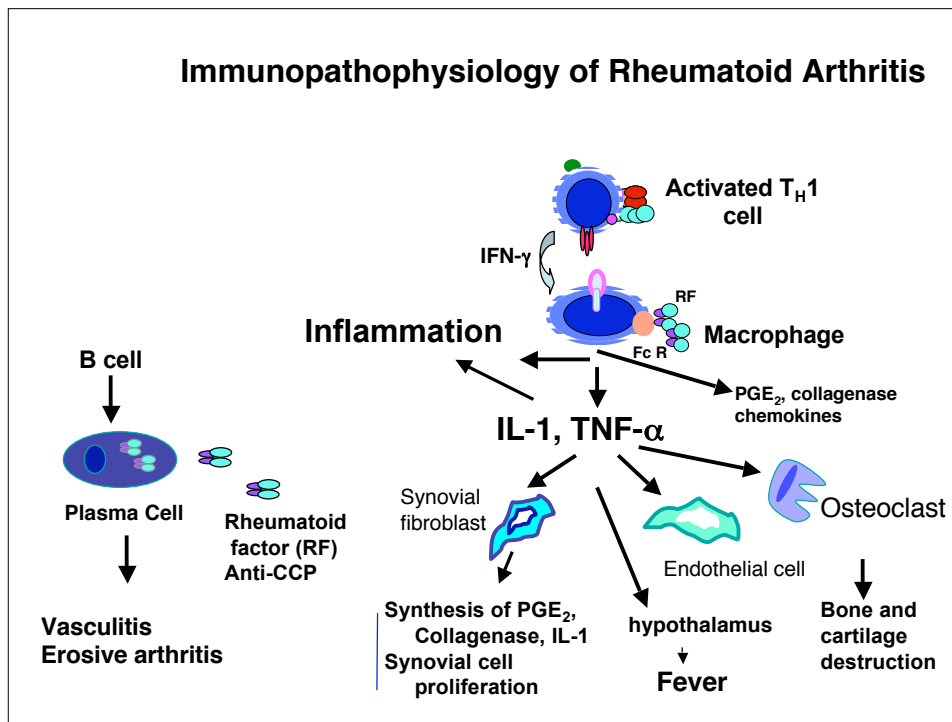 Immunopathophysiology of Rheumatoid Arthritis
Activated T_H1
cell
IFN-γ
RF
Macrophage
Fc R
Inflammation
PGE₂, collagenase
chemokines
IL-1, TNF-α
B cell
Plasma Cell
Rheumatoid
factor (RF)
Anti-CCP
Vasculitis
Erosive arthritis
Synovial
fibroblast
Synthesis of PGE₂,
Collagenase, IL-1
Synovial cell
proliferation
Endothelial cell
hypothalamus
Fever
Osteoclast
Bone and
cartilage
destruction